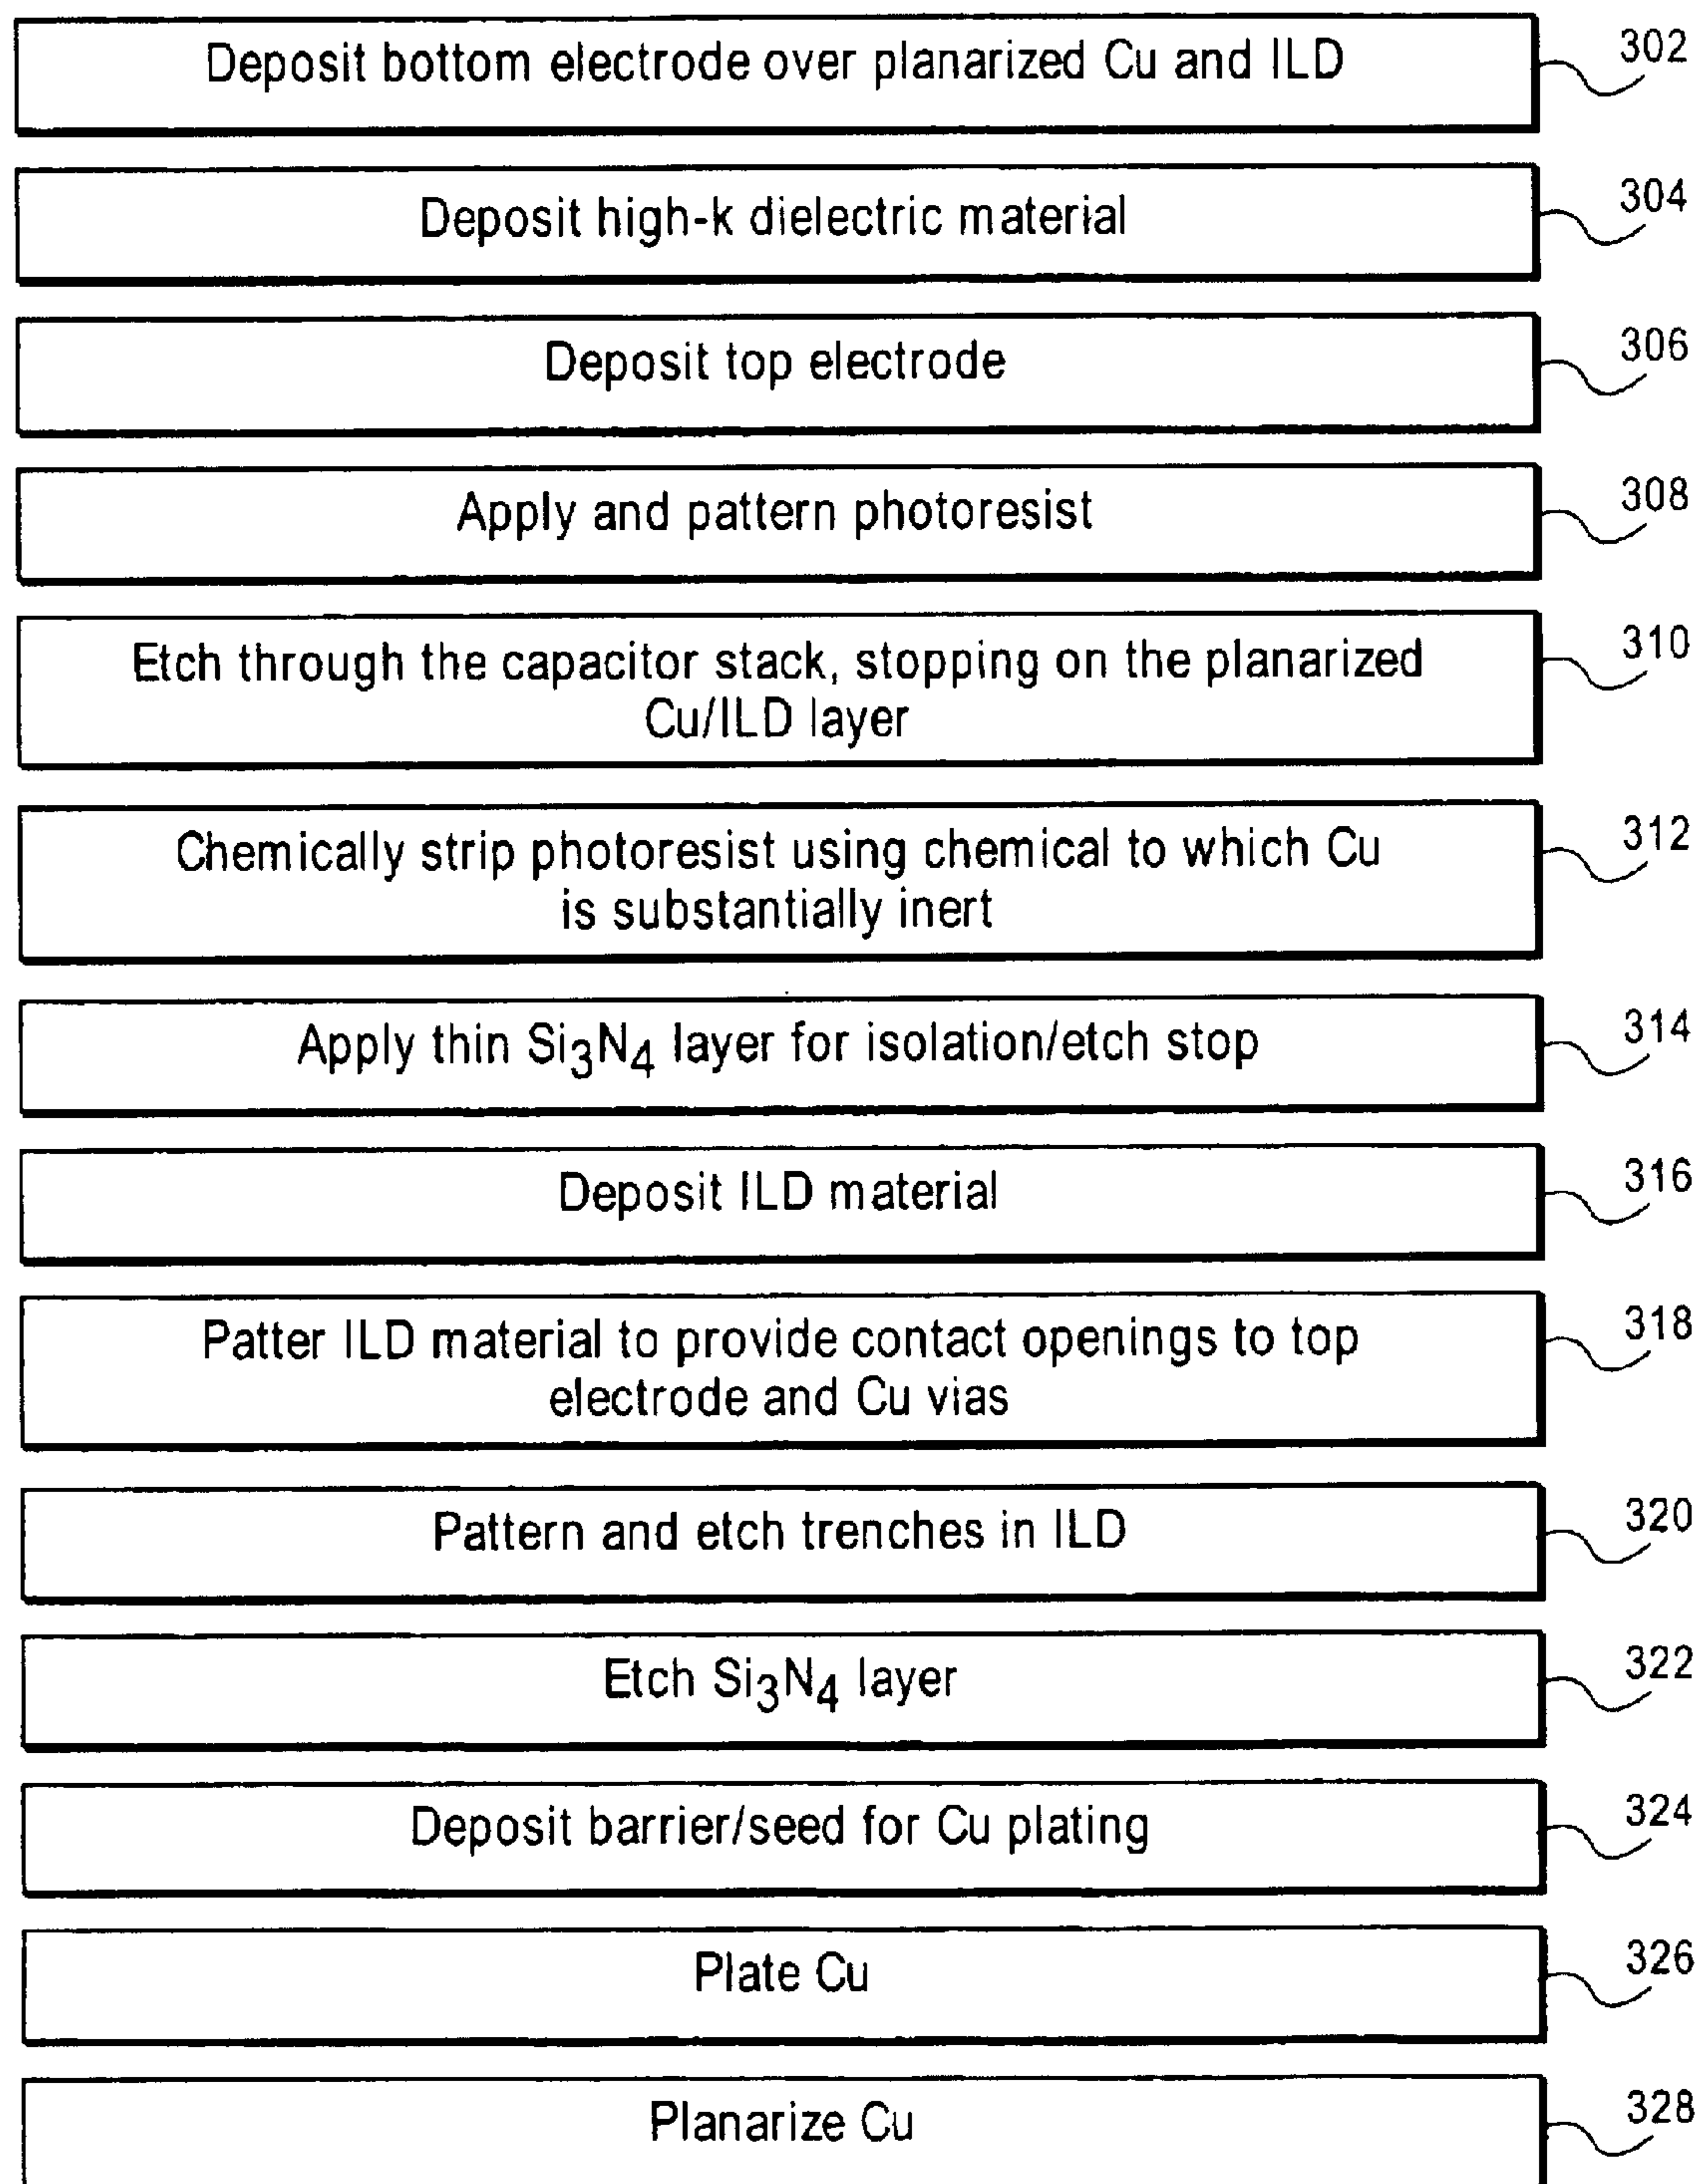 Deposit bottom electrode over planarized Cu and ILD
302
Deposit high-k dielectric material
304
Deposit top electrode
306
Apply and pattern photoresist
308
Etch through the capacitor stack, stopping on the planarized
Cu/ILD layer
310
Chemically strip photoresist using chemical to which Cu
is substantially inert
312
Apply thin Si₃N₄ layer for isolation/etch stop
314
Deposit ILD material
316
Patter ILD material to provide contact openings to top
electrode and Cu vias
318
Pattern and etch trenches in ILD
320
Etch Si₃N₄ layer
322
Deposit barrier/seed for Cu plating
324
Plate Cu
326
Planarize Cu
328